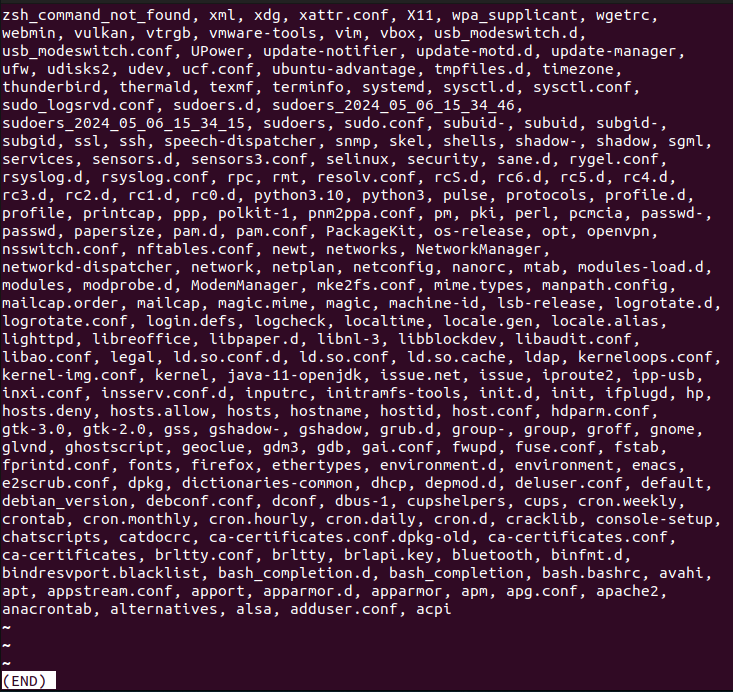 zsh_command_not_found, xml, xdg, xattr.conf, X11, wpa_supplicant, wgetrc,
webmin, vulkan, vtrgb, vmware-tools, vim, vbox, usb_modeswitch.d,
usb_modeswitch.conf, UPower, update-notifier, update-motd.d, update-manager,
ufw, udisks2, udev, ucf.conf, ubuntu-advantage, tmpfiles.d, timezone,
thunderbird, thermald, texmf, terminfo, systemd, sysctl.d, sysctl.conf,
sudo_logsrvd.conf, sudoers.d, sudoers_2024_05_06_15_34_46,
sudoers_2024_05_06_15_34_15, sudoers, sudo.conf, subuid-, subuid, subgid-,
subgid, ssl, ssh, speech-dispatcher, snmp, skel, shells, shadow-, shadow, sgml,
services, sensors.d, sensors3.conf, selinux, security, sane.d, rygel.conf,
rsyslog.d, rsyslog.conf, rpc, rmt, resolv.conf, rcS.d, rc6.d, rc5.d, rc4.d,
rc3.d, rc2.d, rc1.d, rc0.d, python3.10, python3, pulse, protocols, profile.d,
profile, printcap, ppp, polkit-1, pnm2ppa.conf, pm, pki, perl, pcmcia, passwd-,
passwd, papersize, pam.d, pam.conf, PackageKit, os-release, opt, openvpn,
nsswitch.conf, nftables.conf, newt, networks, NetworkManager,
networkd-dispatcher, network, netplan, netconfig, nanorc, mtab, modules-load.d,
modules, modprobe.d, ModemManager, mke2fs.conf, mime.types, manpath.config,
mailcap.order, mailcap, magic.mime, magic, machine-id, lsb-release, logrotate.d,
logrotate.conf, login.defs, logcheck, localtime, locale.gen, locale.alias,
lighttpd, libreoffice, libpaper.d, libnl-3, libblockdev, libaudit.conf,
libao.conf, legal, ld.so.conf.d, ld.so.conf, ld.so.cache, ldap, kerneloops.conf,
kernel-img.conf, kernel, java-11-openjdk, issue.net, issue, iproute2, ipp-usb,
inxi.conf, insserv.conf.d, inputrc, initramfs-tools, init.d, init, ifplugd, hp,
hosts.deny, hosts.allow, hosts, hostname, hostid, host.conf, hdparm.conf,
gtk-3.0, gtk-2.0, gss, gshadow-, gshadow, grub.d, group-, group, groff, gnome,
glvnd, ghostscript, geoclue, gdm3, gdb, gai.conf, fwupd, fuse.conf, fstab,
fprintd.conf, fonts, firefox, ethertypes, environment.d, environment, emacs,
e2scrub.conf, dpkg, dictionaries-common, dhcp, depmod.d, deluser.conf, default,
debian_version, debconf.conf, dconf, dbus-1, cupshelpers, cups, cron.weekly,
crontab, cron.monthly, cron.hourly, cron.daily, cron.d, cracklib, console-setup,
chatscripts, catdocrc, ca-certificates.conf.dpkg-old, ca-certificates.conf,
ca-certificates, brltty.conf, brltty, brlapi.key, bluetooth, binfmt.d,
bindresvport.blacklist, bash_completion.d, bash_completion, bash.bashrc, avahi,
apt, appstream.conf, apport, apparmor.d, apparmor, apm, apg.conf, apache2,
anacrontab, alternatives, alsa, adduser.conf, acpi
~
~
~
(END)